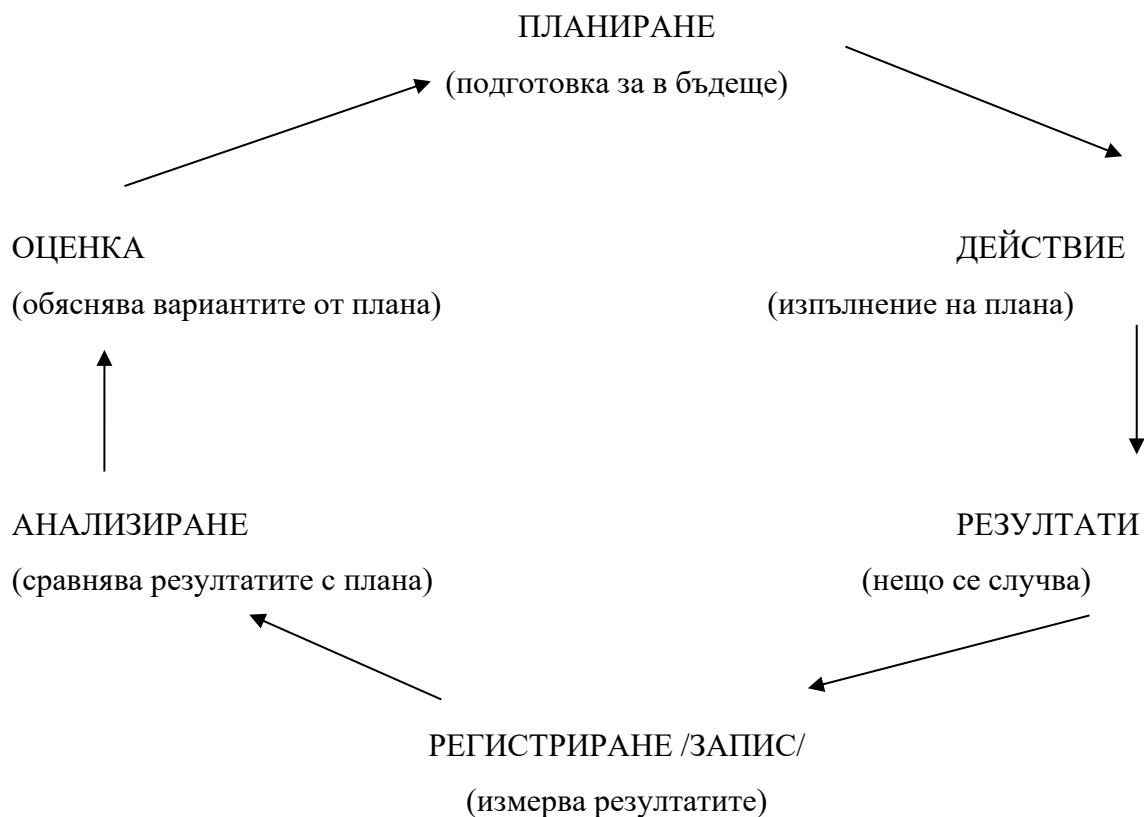 ПЛАНИРАНЕ
(подготовка за в бъдеще)
ОЦЕНКА
ДЕЙСТВИЕ
(обяснява вариантите от плана)
(изпълнение на плана)
АНАЛИЗИРАНЕ
РЕЗУЛТАТИ
(сравнява резултатите с плана)
(нещо се случва)
РЕГИСТРИРАНЕ /ЗАПИС/
(измерва резултатите)